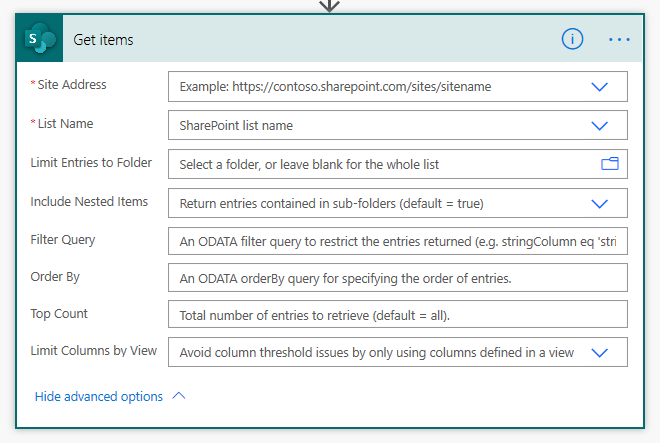 S
Get items
* Site Address
Example: https://contoso.sharepoint.com/sites/sitename
* List Name
SharePoint list name
Limit Entries to Folder
Select a folder, or leave blank for the whole list
Include Nested Items
Return entries contained in sub-folders (default = true)
Filter Query
An ODATA filter query to restrict the entries returned (e.g. stringColumn eq 'stri
Order By
An ODATA orderBy query for specifying the order of entries.
Top Count
Total number of entries to retrieve (default = all).
Limit Columns by View
Avoid column threshold issues by only using columns defined in a view
Hide advanced options